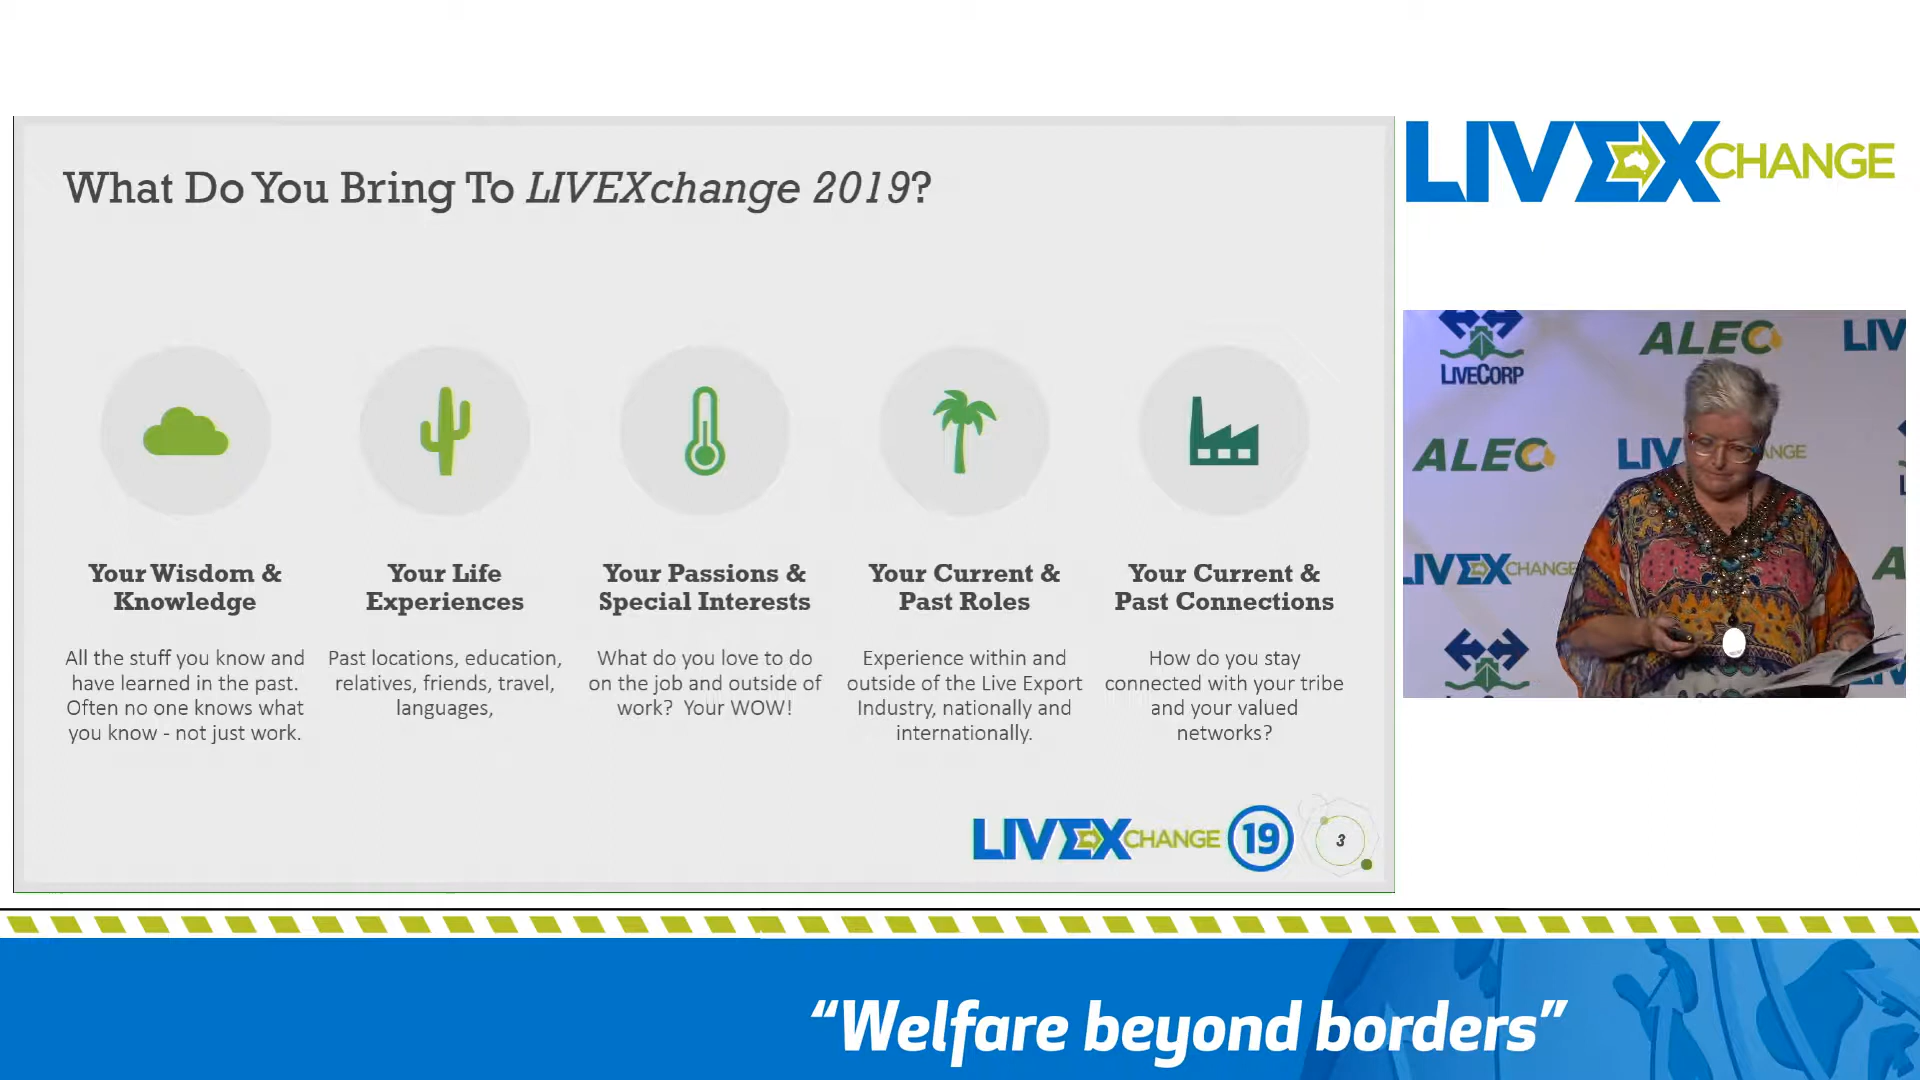 What Do You Bring To LIVEXchange 2019?
LIVEXCHANGE
Your Wisdom &
Knowledge
All the stuff you know and
have learned in the past.
Often no one knows what
you know - not just work.
Your Life
Experiences
Past locations, education,
relatives, friends, travel,
languages,
Your Passions &
Special Interests
What do you love to do
on the job and outside of
work? Your WOW!
Your Current &
Past Roles
Experience within and
outside of the Live Export
Industry, nationally and
internationally.
Your Current &
Past Connections
How do you stay
connected with your tribe
and your valued
networks?
LIVEXCHANGE 19
3
LIVECORP
ALEC
LIV
ALEC
LIV
ANGE
LIVEXCHANGE
“Welfare beyond borders”